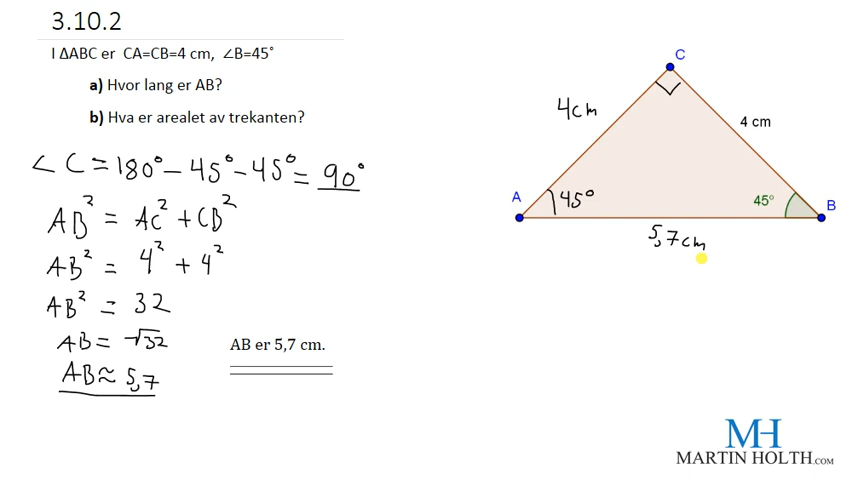 3.10.2
I ΔABC er CA=CB=4 cm, ∠B=45°
a) Hvor lang er AB?
b) Hva er arealet av trekanten?
∠C = 180° − 45° − 45° = 90°
AB² = AC² + CB²
AB² = 4² + 4²
AB² = 32
AB = √32
AB ≈ 5,7
AB er 5,7 cm.
C
4cm
4 cm
A
45°
45°
B
5,7cm
MH
MARTIN HOLTH.COM